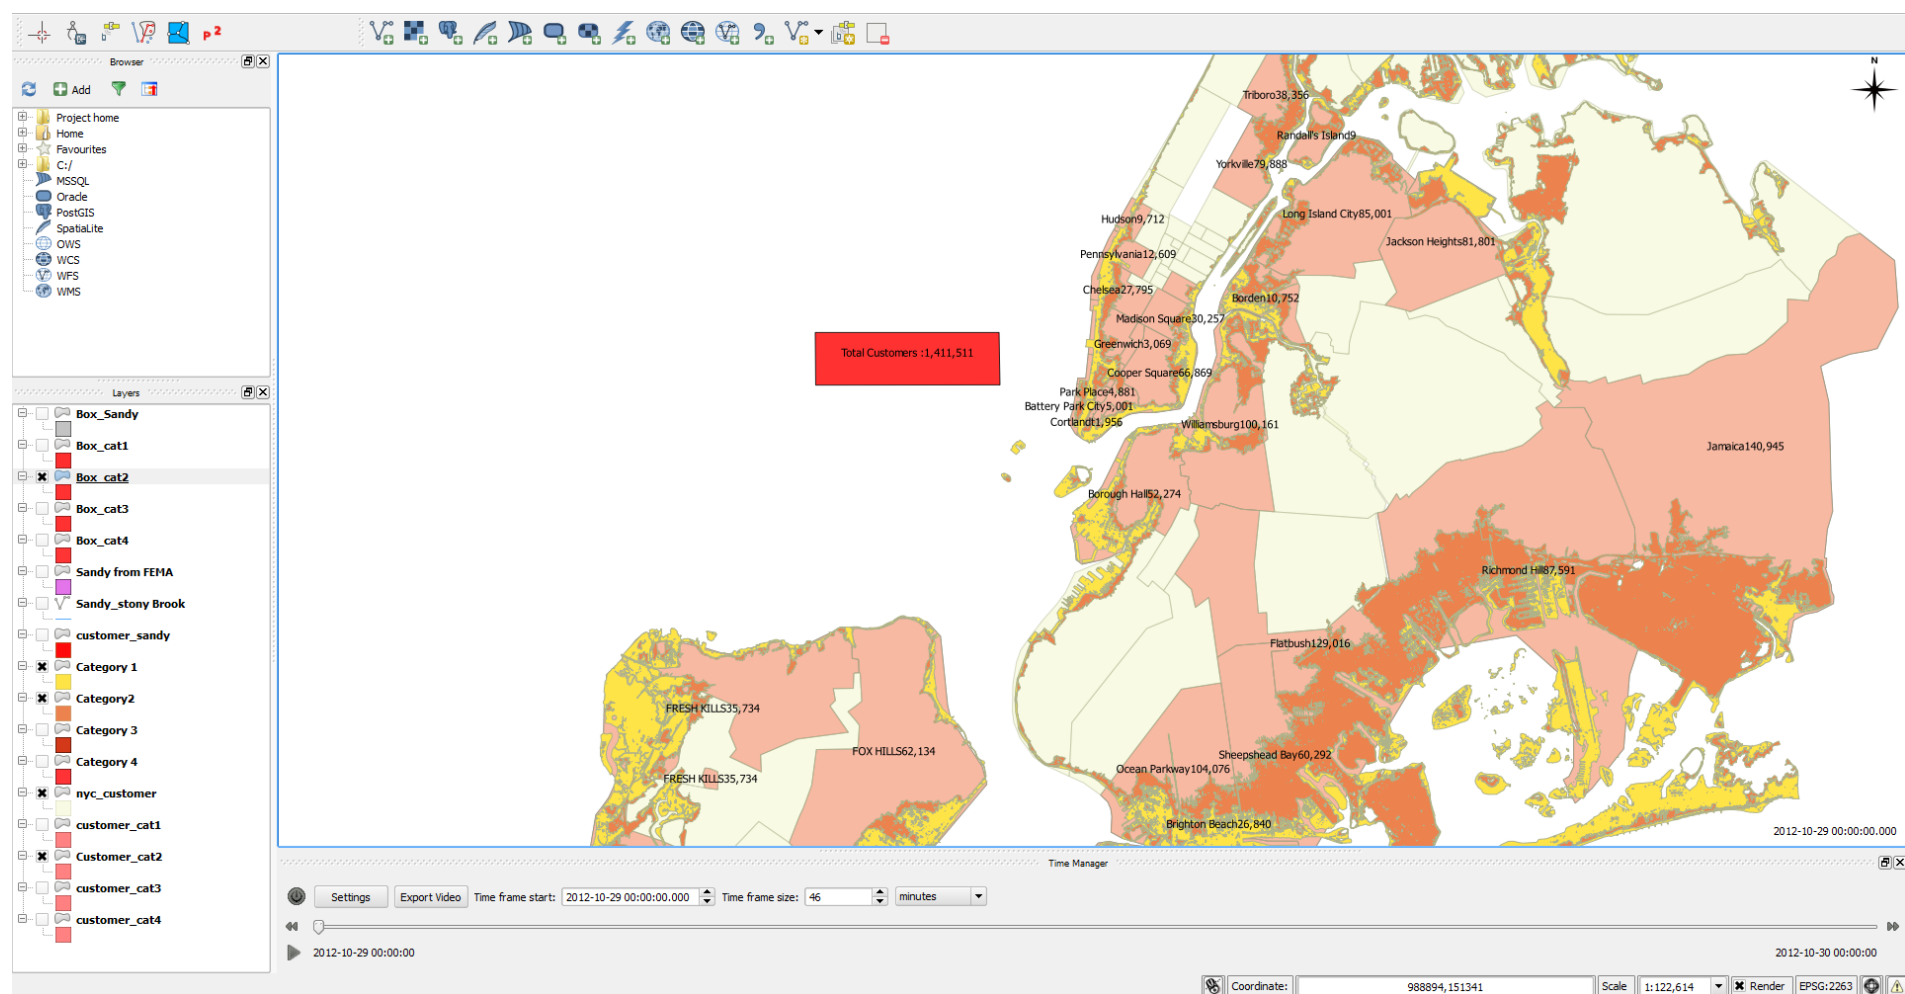 P²
Browser
Add
Project home
Home
Favourites
C:/
MSSQL
Oracle
PostGIS
SpatiaLite
OWS
WCS
WFS
WMS
Layers
Box_Sandy
Box_cat1
Box_cat2
Box_cat3
Box_cat4
Sandy from FEMA
Sandy_stony Brook
customer_sandy
Category 1
Category2
Category 3
Category 4
nyc_customer
customer_cat1
Customer_cat2
customer_cat3
customer_cat4
N
Triboro38,356
Randall's Island9
Yorkville79,888
Hudson9,712
Long Island City85,001
Jackson Heights81,801
Pennsylvania12,609
Chelsea27,795
Borden10,752
Madison Square30,257
Greenwich3,069
Total Customers :1,411,511
Cooper Square66,869
Park Place4,881
Battery Park City5,001
Cortlandt1,956
Williamsburg100,161
Jamaica140,945
Borough Hall52,274
Richmond Hill87,591
Flatbush129,016
FRESH KILLS35,734
FOX HILLS62,134
Sheepshead Bay60,292
Ocean Parkway104,076
FRESH KILLS35,734
Brighton Beach26,840
2012-10-29 00:00:00.000
Time Manager
Settings
Export Video
Time frame start:
2012-10-29 00:00:00.000
Time frame size:
46
minutes
2012-10-29 00:00:00
2012-10-30 00:00:00
Coordinate:
988894,151341
Scale
1:122,614
Render
EPSG:2263